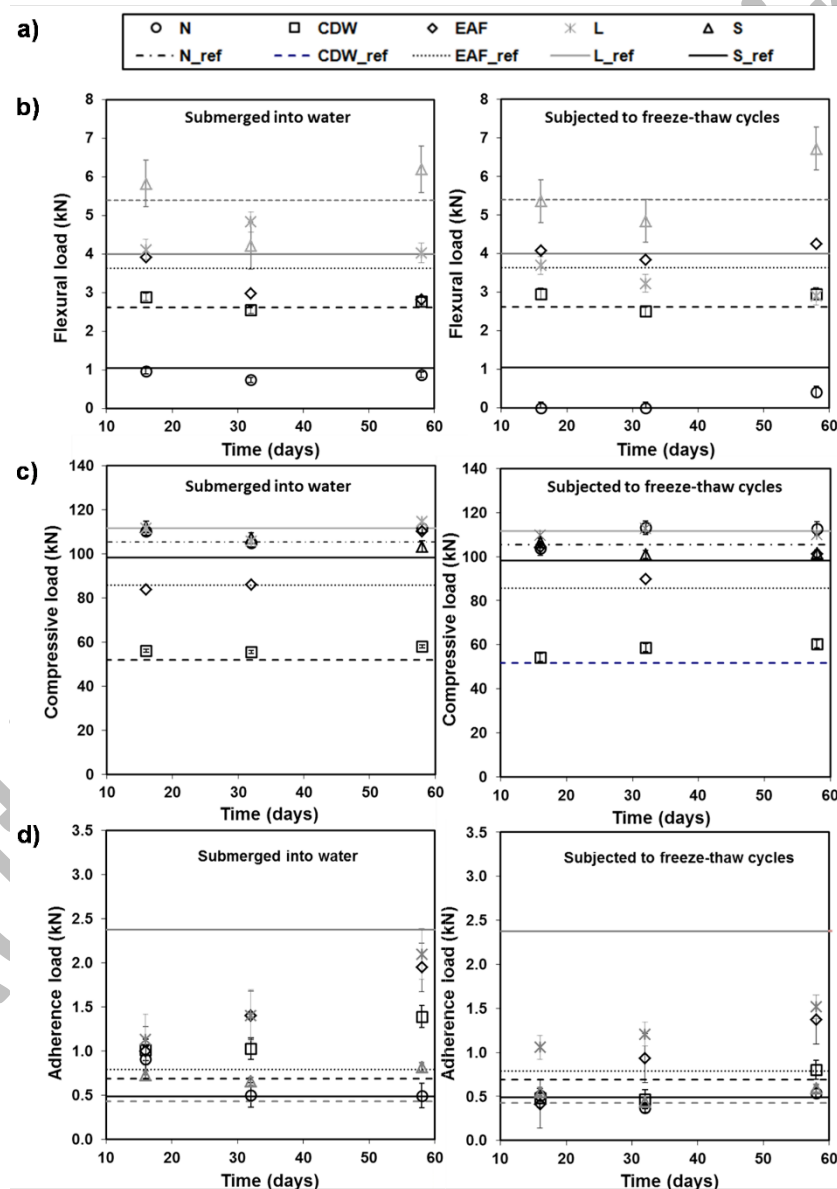 a)
N CDW EAF L S
N_ref CDW_ref EAF_ref L_ref S_ref
b)
Submerged into water
Flexural load (kN)
8
7
6
5
4
3
2
1
0
10 20 30 40 50 60
Time (days)
Subjected to freeze-thaw cycles
Flexural load (kN)
8
7
6
5
4
3
2
1
0
10 20 30 40 50 60
Time (days)
c)
Submerged into water
Compressive load (kN)
140
120
100
80
60
40
20
0
10 20 30 40 50 60
Time (days)
Subjected to freeze-thaw cycles
Compressive load (kN)
140
120
100
80
60
40
20
0
10 20 30 40 50 60
Time (days)
d)
Submerged into water
Adherence load (kN)
3.5
3.0
2.5
2.0
1.5
1.0
0.5
0.0
10 20 30 40 50 60
Time (days)
Subjected to freeze-thaw cycles
Adherence load (kN)
3.5
3.0
2.5
2.0
1.5
1.0
0.5
0.0
10 20 30 40 50 60
Time (days)